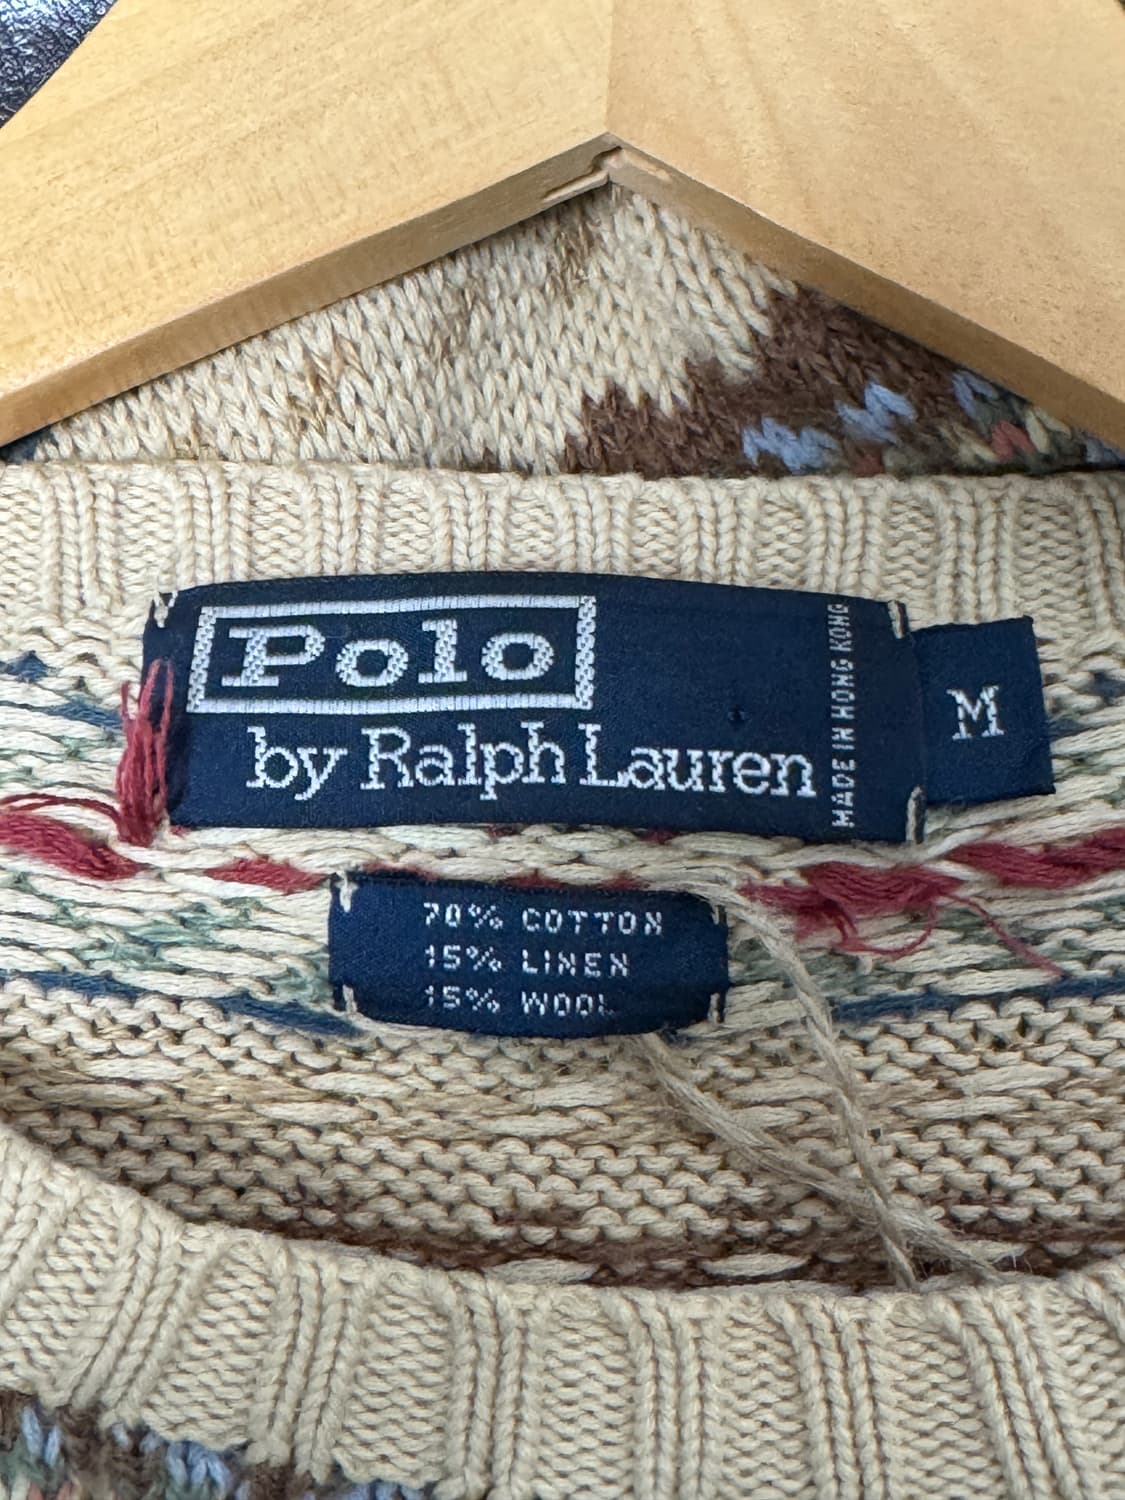 Polo
by Ralph Lauren
MADE IN HONG KONG
M
70% COTTON
15% LINEN
15% WOOL